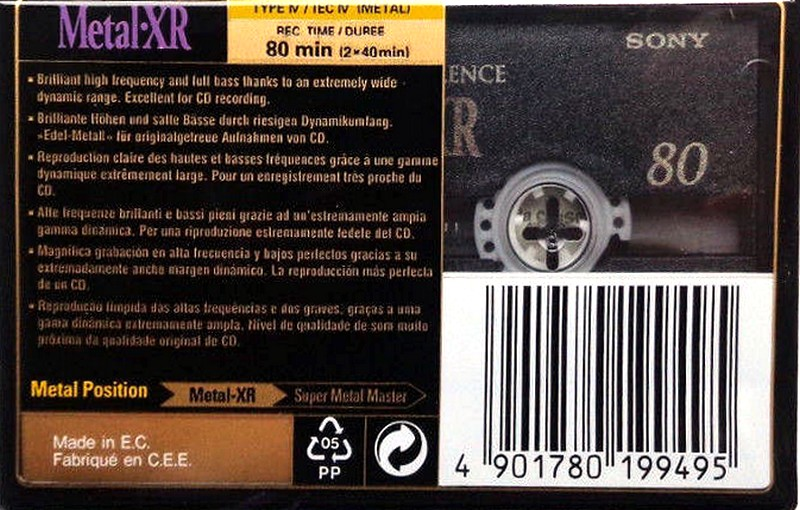 Metal·XR
TYPE IV / IEC IV (METAL)
REC. TIME / DUREE
80 min (2×40min)
▪ Brilliant high frequency and full bass thanks to an extremely wide
dynamic range. Excellent for CD recording.
▪ Brillante Höhen und satte Bässe durch riesigen Dynamikumfang.
»Edel-Metall« für originalgetreue Aufnahmen von CD.
▪ Reproduction claire des hautes et basses fréquences grâce à une gamme
dynamique extrêmement large. Pour un enregistrement très proche du
CD.
▪ Alte frequenze brillanti e bassi pieni grazie ad un'estremamente ampia
gamma dinámica. Per una riproduzione estremamente fedele del CD.
▪ Magnífica grabación en alta frecuencia y bajos perfectos gracias a su
extremadamente ancho margen dinámico. La reproducción más perfecta
de un CD.
▪ Reprodução límpida das altas frequências e dos graves, graças a uma
gama dinâmica extremamente ampla. Nível de qualidade de som muito
próxima da qualidade original de CD.
Metal Position Metal-XR Super Metal Master
Made in E.C.
Fabriqué en C.E.E.
05
PP
SONY
ENCE
R
80
4 901780 199495